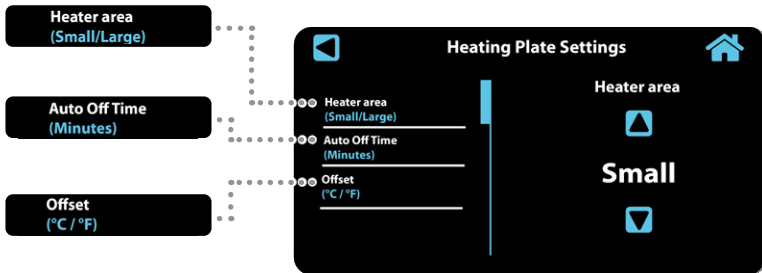 Heater area
(Small/Large)
Auto Off Time
(Minutes)
Offset
(°C / °F)
Heating Plate Settings
Heater area
(Small/Large)
Auto Off Time
(Minutes)
Offset
(°C / °F)
Heater area
Small